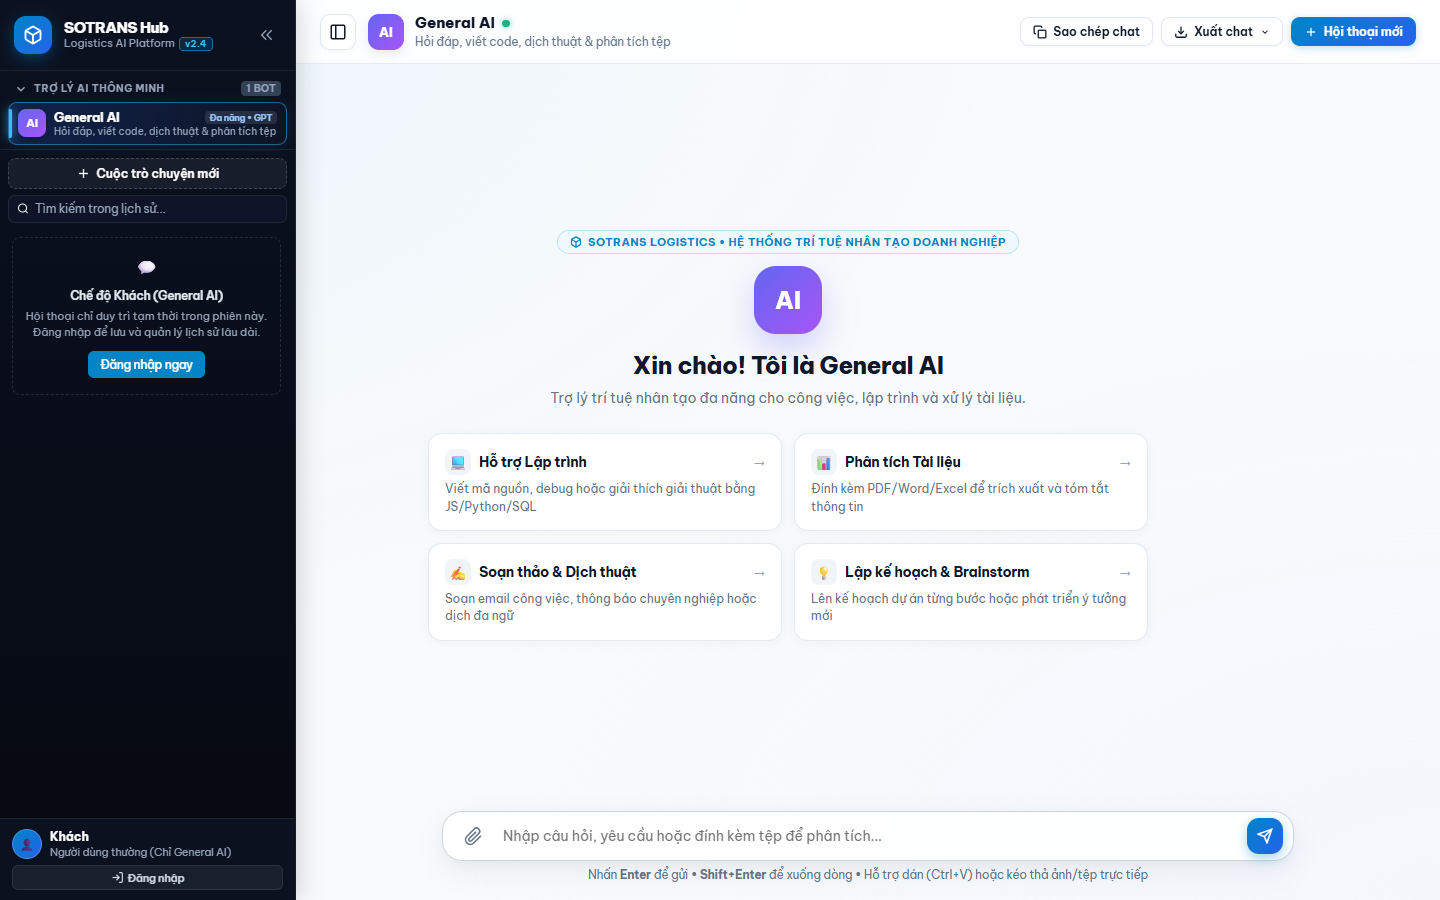 SOTRANS Hub
Logistics AI Platform v2.4
TRỢ LÝ AI THÔNG MINH 1 BOT
AI General AI Đa năng • GPT
Hỏi đáp, viết code, dịch thuật & phân tích tệp
Cuộc trò chuyện mới
Tìm kiếm trong lịch sử...
Chế độ Khách (General AI)
Hội thoại chỉ duy trì tạm thời trong phiên này.
Đăng nhập để lưu và quản lý lịch sử lâu dài.
Đăng nhập ngay
Khách
Người dùng thường (Chỉ General AI)
Đăng nhập
AI General AI
Hỏi đáp, viết code, dịch thuật & phân tích tệp
Sao chép chat
Xuất chat
Hội thoại mới
SOTRANS LOGISTICS • HỆ THỐNG TRÍ TUỆ NHÂN TẠO DOANH NGHIỆP
AI
Xin chào! Tôi là General AI
Trợ lý trí tuệ nhân tạo đa năng cho công việc, lập trình và xử lý tài liệu.
Hỗ trợ Lập trình →
Viết mã nguồn, debug hoặc giải thích giải thuật bằng
JS/Python/SQL
Phân tích Tài liệu →
Đính kèm PDF/Word/Excel để trích xuất và tóm tắt
thông tin
Soạn thảo & Dịch thuật →
Soạn email công việc, thông báo chuyên nghiệp hoặc
dịch đa ngữ
Lập kế hoạch & Brainstorm →
Lên kế hoạch dự án từng bước hoặc phát triển ý tưởng
mới
Nhập câu hỏi, yêu cầu hoặc đính kèm tệp để phân tích...
Nhấn Enter để gửi • Shift+Enter để xuống dòng • Hỗ trợ dán (Ctrl+V) hoặc kéo thả ảnh/tệp trực tiếp